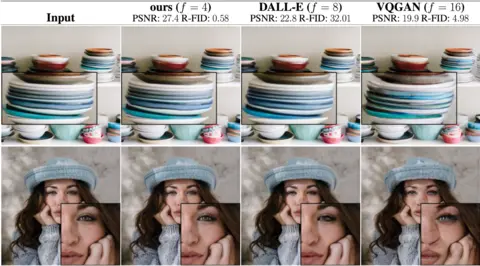 Input
ours (f = 4)
PSNR: 27.4 R-FID: 0.58
DALL-E (f = 8)
PSNR: 22.8 R-FID: 32.01
VQGAN (f = 16)
PSNR: 19.9 R-FID: 4.98